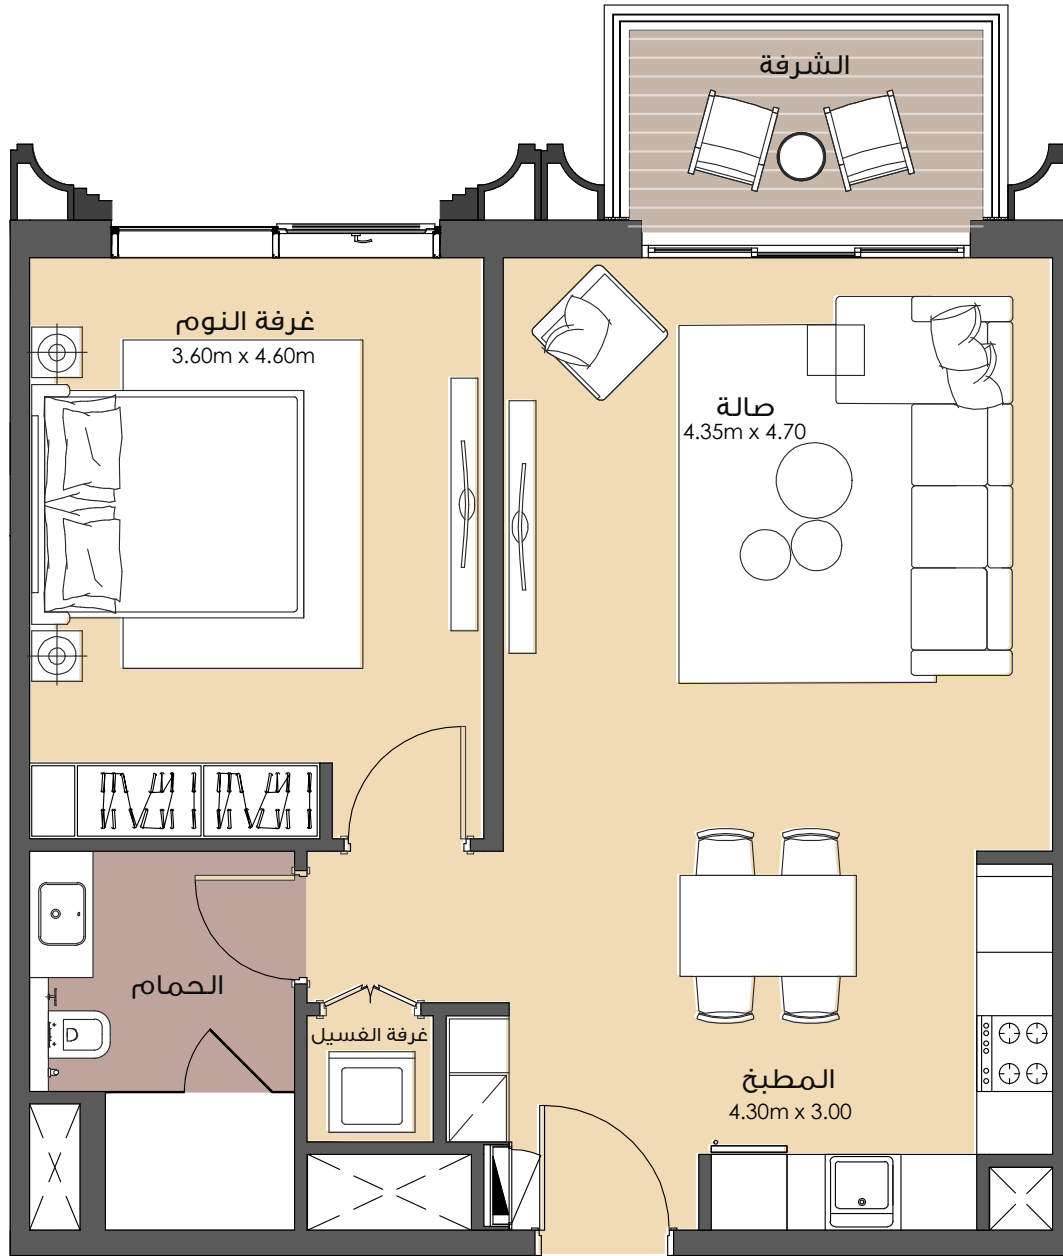 الشرفة
غرفة النوم
3.60m x 4.60m
صالة
4.35m x 4.70
الحمام
غرفة الغسيل
المطبخ
4.30m x 3.00